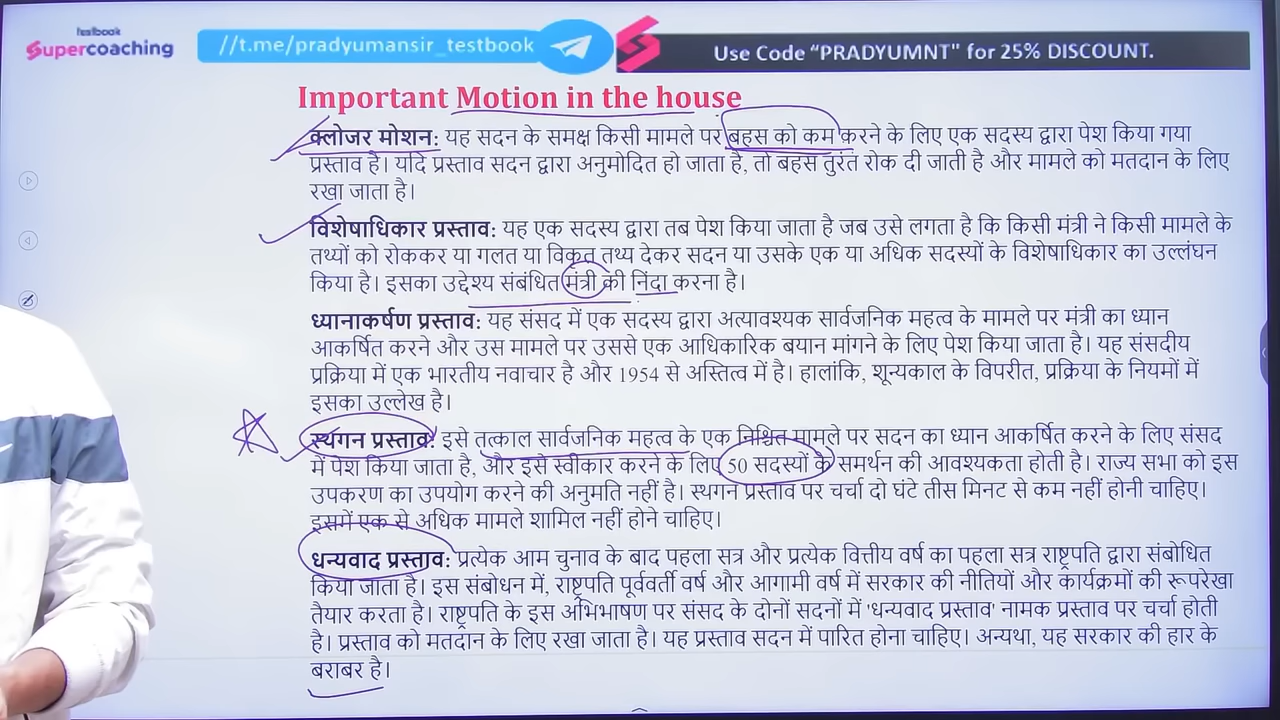 testbook
Supercoaching
//t.me/pradyumansir_testbook
Use Code “PRADYUMNT" for 25% DISCOUNT.
Important Motion in the house
क्लोजर मोशन: यह सदन के समक्ष किसी मामले पर बहस को कम करने के लिए एक सदस्य द्वारा पेश किया गया
प्रस्ताव है। यदि प्रस्ताव सदन द्वारा अनुमोदित हो जाता है, तो बहस तुरंत रोक दी जाती है और मामले को मतदान के लिए
रखा जाता है।
विशेषाधिकार प्रस्ताव: यह एक सदस्य द्वारा तब पेश किया जाता है जब उसे लगता है कि किसी मंत्री ने किसी मामले के
तथ्यों को रोककर या गलत या विकृत तथ्य देकर सदन या उसके एक या अधिक सदस्यों के विशेषाधिकार का उल्लंघन
किया है। इसका उद्देश्य संबंधित मंत्री की निंदा करना है।
ध्यानाकर्षण प्रस्ताव: यह संसद में एक सदस्य द्वारा अत्यावश्यक सार्वजनिक महत्व के मामले पर मंत्री का ध्यान
आकर्षित करने और उस मामले पर उससे एक आधिकारिक बयान मांगने के लिए पेश किया जाता है। यह संसदीय
प्रक्रिया में एक भारतीय नवाचार है और 1954 से अस्तित्व में है। हालांकि, शून्यकाल के विपरीत, प्रक्रिया के नियमों में
इसका उल्लेख है।
स्थगन प्रस्ताव: इसे तत्काल सार्वजनिक महत्व के एक निश्चित मामले पर सदन का ध्यान आकर्षित करने के लिए संसद
में पेश किया जाता है, और इसे स्वीकार करने के लिए 50 सदस्यों के समर्थन की आवश्यकता होती है। राज्य सभा को इस
उपकरण का उपयोग करने की अनुमति नहीं है। स्थगन प्रस्ताव पर चर्चा दो घंटे तीस मिनट से कम नहीं होनी चाहिए।
इसमें एक से अधिक मामले शामिल नहीं होने चाहिए।
धन्यवाद प्रस्ताव: प्रत्येक आम चुनाव के बाद पहला सत्र और प्रत्येक वित्तीय वर्ष का पहला सत्र राष्ट्रपति द्वारा संबोधित
किया जाता है। इस संबोधन में, राष्ट्रपति पूर्ववर्ती वर्ष और आगामी वर्ष में सरकार की नीतियों और कार्यक्रमों की रूपरेखा
तैयार करता है। राष्ट्रपति के इस अभिभाषण पर संसद के दोनों सदनों में 'धन्यवाद प्रस्ताव' नामक प्रस्ताव पर चर्चा होती
है। प्रस्ताव को मतदान के लिए रखा जाता है। यह प्रस्ताव सदन में पारित होना चाहिए। अन्यथा, यह सरकार की हार के
बराबर है।